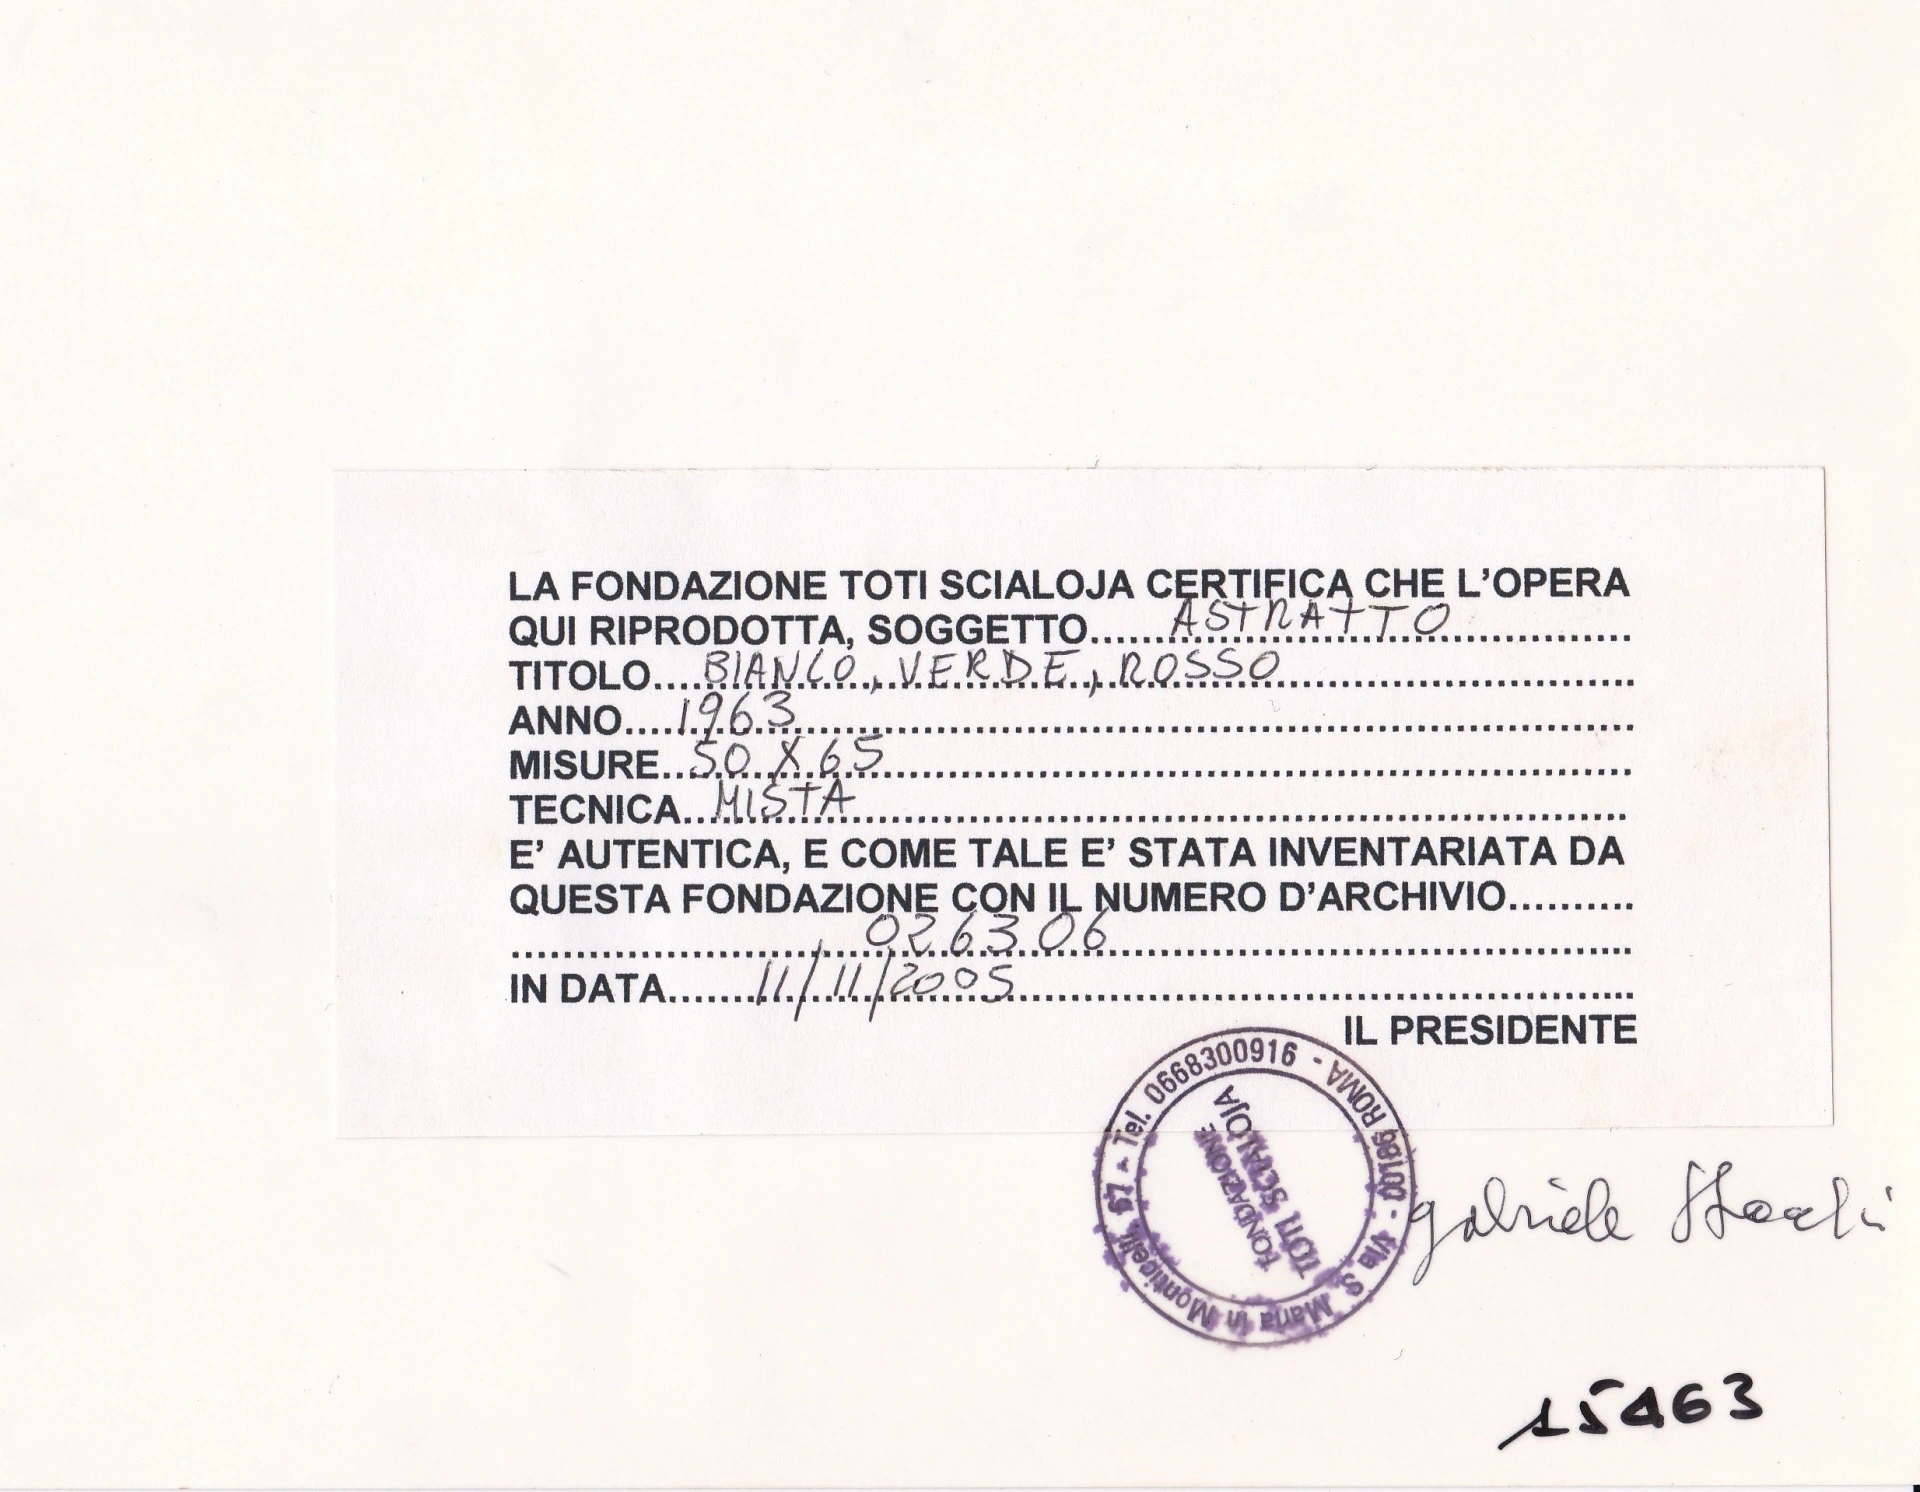 LA FONDAZIONE TOTI SCIALOJA CERTIFICA CHE L'OPERA
QUI RIPRODOTTA, SOGGETTO......ASTRATTO..........
TITOLO....BIANCO, VERDE, ROSSO..........
ANNO....1963..........
MISURE...50 X 65..........
TECNICA...MISTA..........
E' AUTENTICA, E COME TALE E' STATA INVENTARIATA DA
QUESTA FONDAZIONE CON IL NUMERO D'ARCHIVIO..........
..........026306..........
IN DATA.......11/11/2005..........
IL PRESIDENTE
FONDAZIONE
TOTI SCIALOJA
00186 ROMA - Via S. Maria in Monticelli, 67 - Tel. 0668300916 -
gabriele
15463